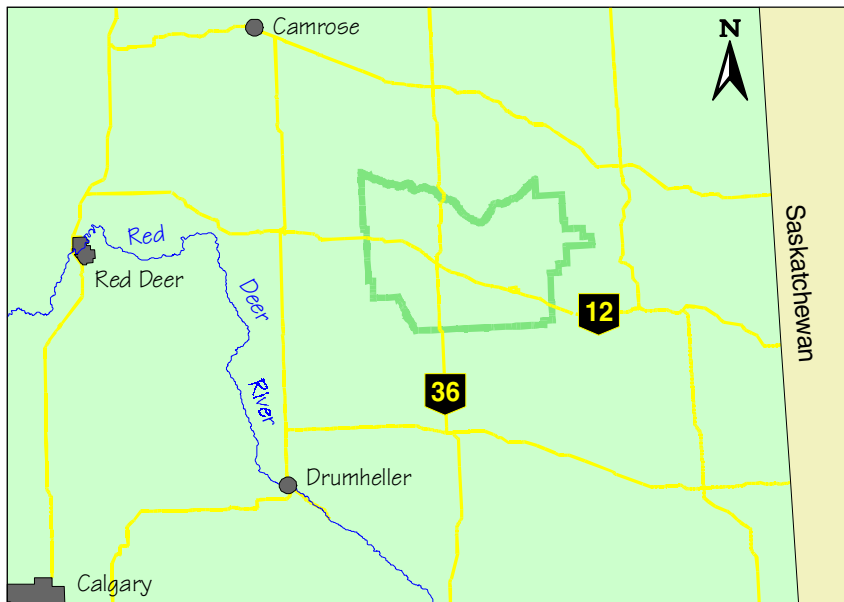 Camrose
N
Red
Red Deer
Deer
River
Saskatchewan
12
36
Drumheller
Calgary